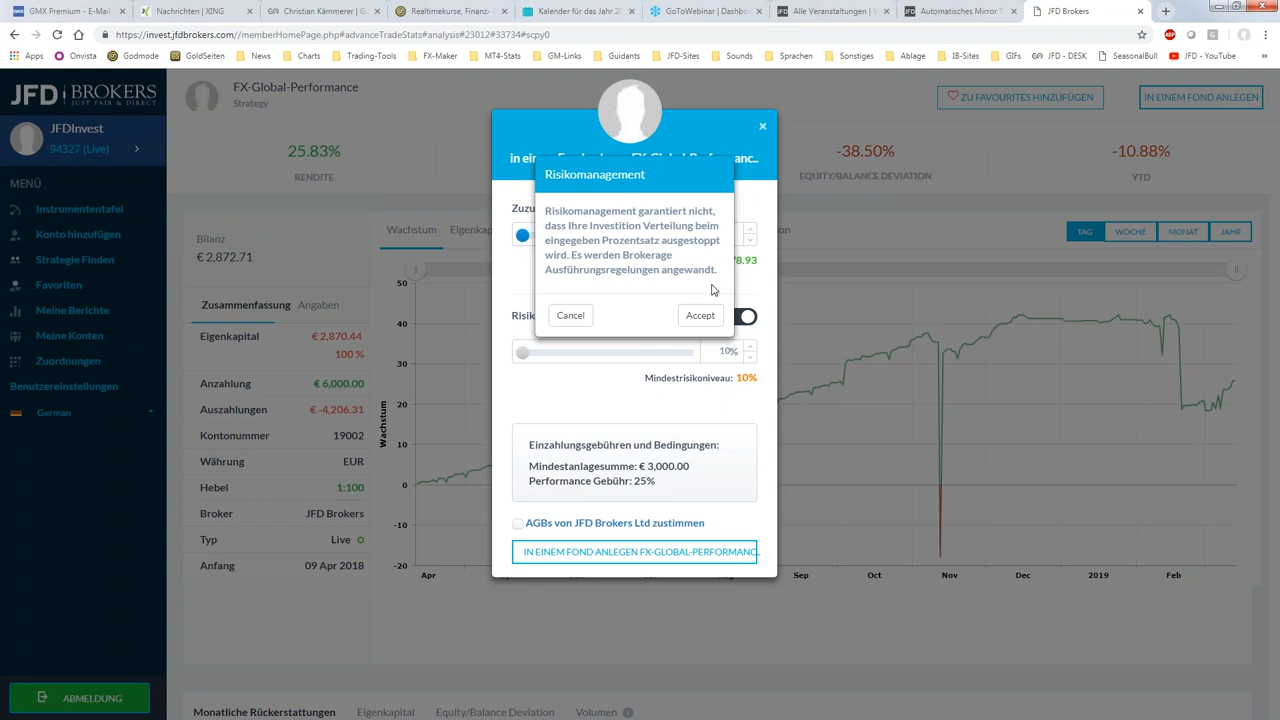 GMX Premium - E-Mail
Nachrichten | XING
Christian Kämmerer | G
Realtimekurse, Finanz-
Kalender für das Jahr 20
GoToWebinar | Dashbo
Alle Veranstaltungen | V
Automatisches Mirror T
JFD Brokers
https://invest.jfdbrokers.com//memberHomePage.php#advanceTradeStats#analysis#23012#33734#scpy0
Apps
Onvista
Godmode
GoldSeiten
News
Charts
Trading-Tools
FX-Maker
MT4-Stats
GM-Links
Guidants
JFD-Sites
Sounds
Sprachen
Sonstiges
Ablage
IB-Sites
GIFs
JFD - DESK
SeasonalBull
JFD - YouTube
JFD BROKERS
JUST FAIR & DIRECT
JFDInvest
94327 (Live)
MENÜ
Instrumententafel
Konto hinzufügen
Strategie Finden
Favoriten
Meine Berichte
Meine Konten
Zuordnungen
Benutzereinstellungen
German
ABMELDUNG
FX-Global-Performance
Strategy
ZU FAVOURITES HINZUFÜGEN
IN EINEM FOND ANLEGEN
25.83%
RENDITE
-38.50%
EQUITY/BALANCE DEVIATION
-10.88%
YTD
Bilanz
€ 2,872.71
Zusammenfassung
Angaben
Eigenkapital
€ 2,870.44
100 %
Anzahlung
€ 6,000.00
Auszahlungen
€ -4,206.31
Kontonummer
19002
Währung
EUR
Hebel
1:100
Broker
JFD Brokers
Typ
Live
Anfang
09 Apr 2018
Wachstum
TAG
WOCHE
MONAT
JAHR
50
40
30
20
10
0
-10
-20
Wachstum
Apr
Sep
Oct
Nov
Dec
2019
Feb
Risikomanagement
Risikomanagement garantiert nicht,
dass Ihre Investition Verteilung beim
eingegeben Prozentsatz ausgestoppt
wird. Es werden Brokerage
Ausführungsregelungen angewandt.
Cancel
Accept
10%
Mindestrisikoniveau: 10%
Einzahlungsgebühren und Bedingungen:
Mindestanlagesumme: € 3,000.00
Performance Gebühr: 25%
AGBs von JFD Brokers Ltd zustimmen
IN EINEM FOND ANLEGEN FX-GLOBAL-PERFORMANC..
Monatliche Rückerstattungen
Eigenkapital
Equity/Balance Deviation
Volumen